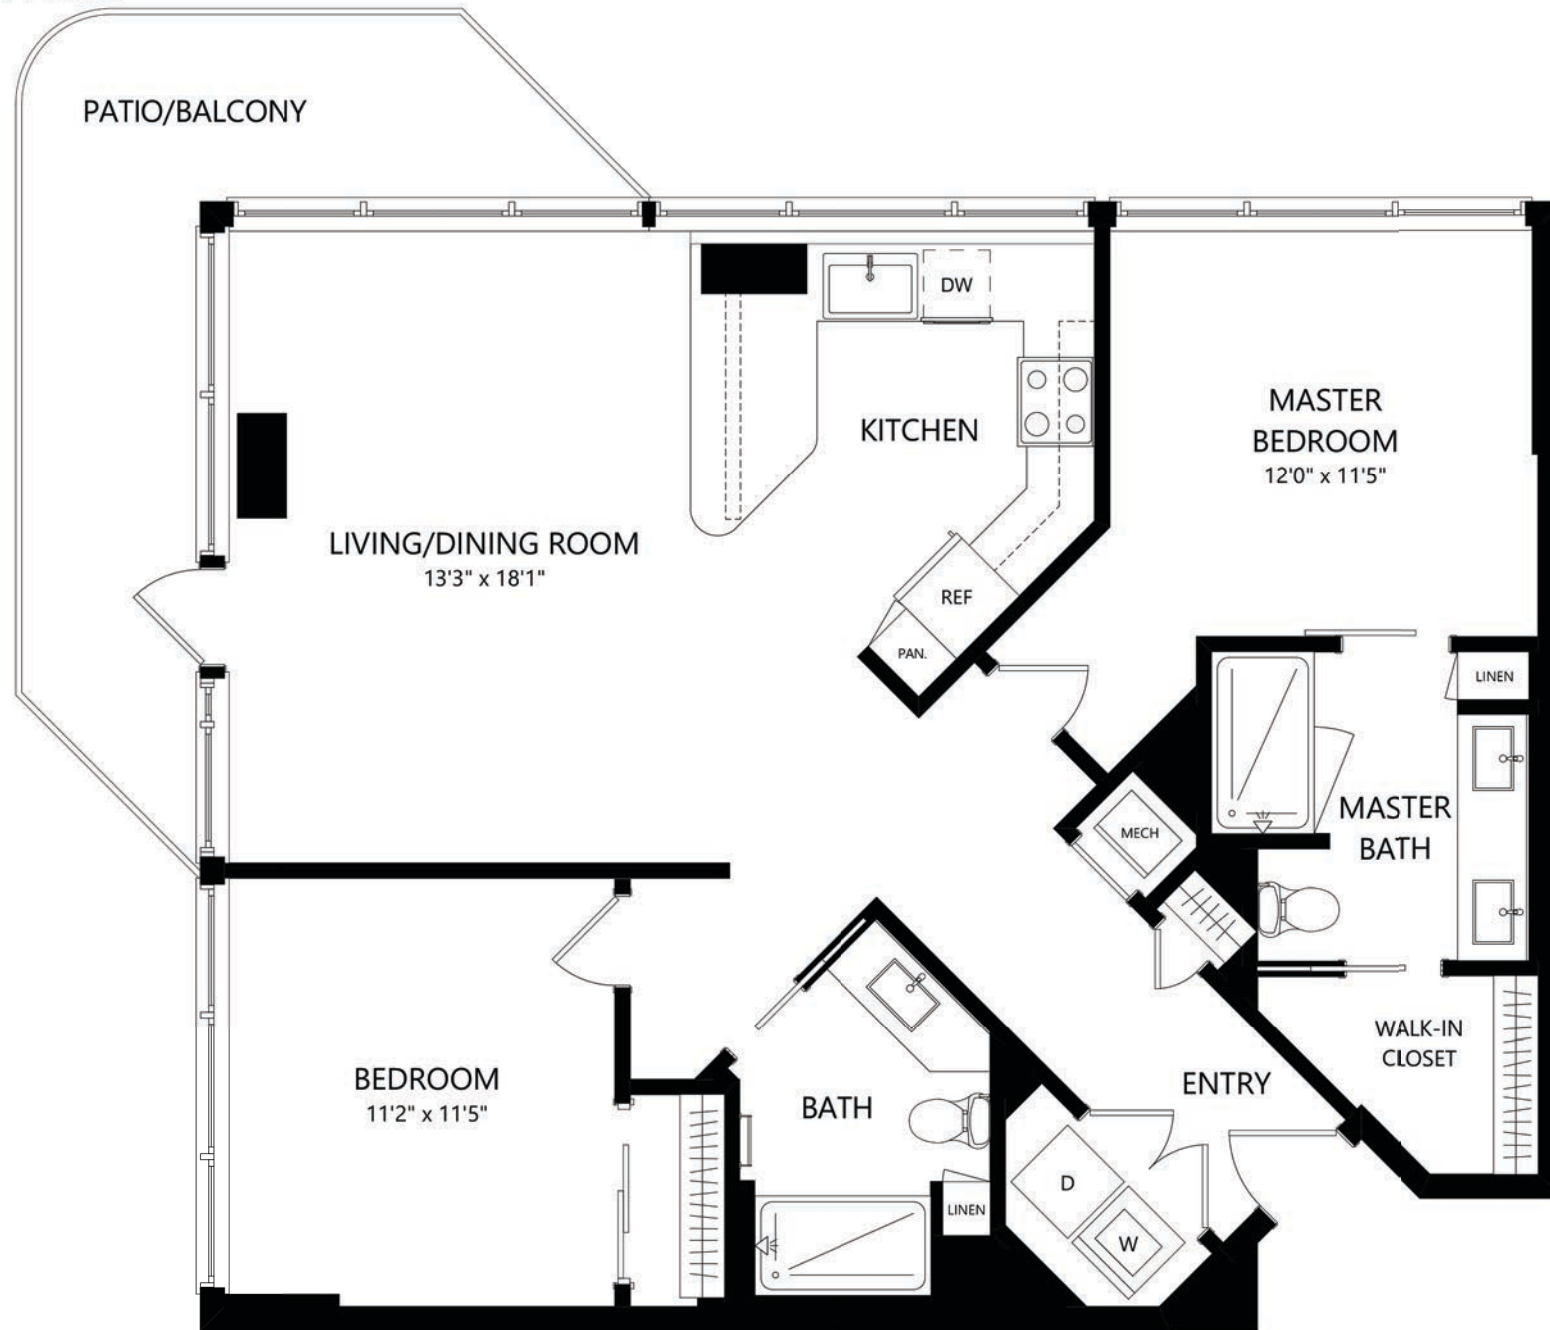 PATIO/BALCONY
DW
KITCHEN
MASTER
BEDROOM
12'0" x 11'5"
LIVING/DINING ROOM
13'3" x 18'1"
REF
PAN.
LINEN
MECH
MASTER
BATH
WALK-IN
CLOSET
ENTRY
BEDROOM
11'2" x 11'5"
BATH
D
LINEN
W